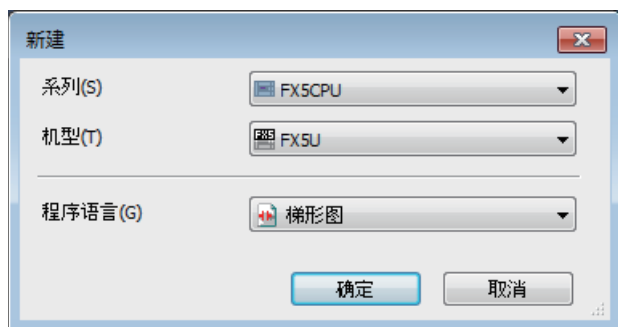 新建
系列(S)
FX5CPU
机型(T)
FX5U
程序语言(G)
梯形图
确定
取消